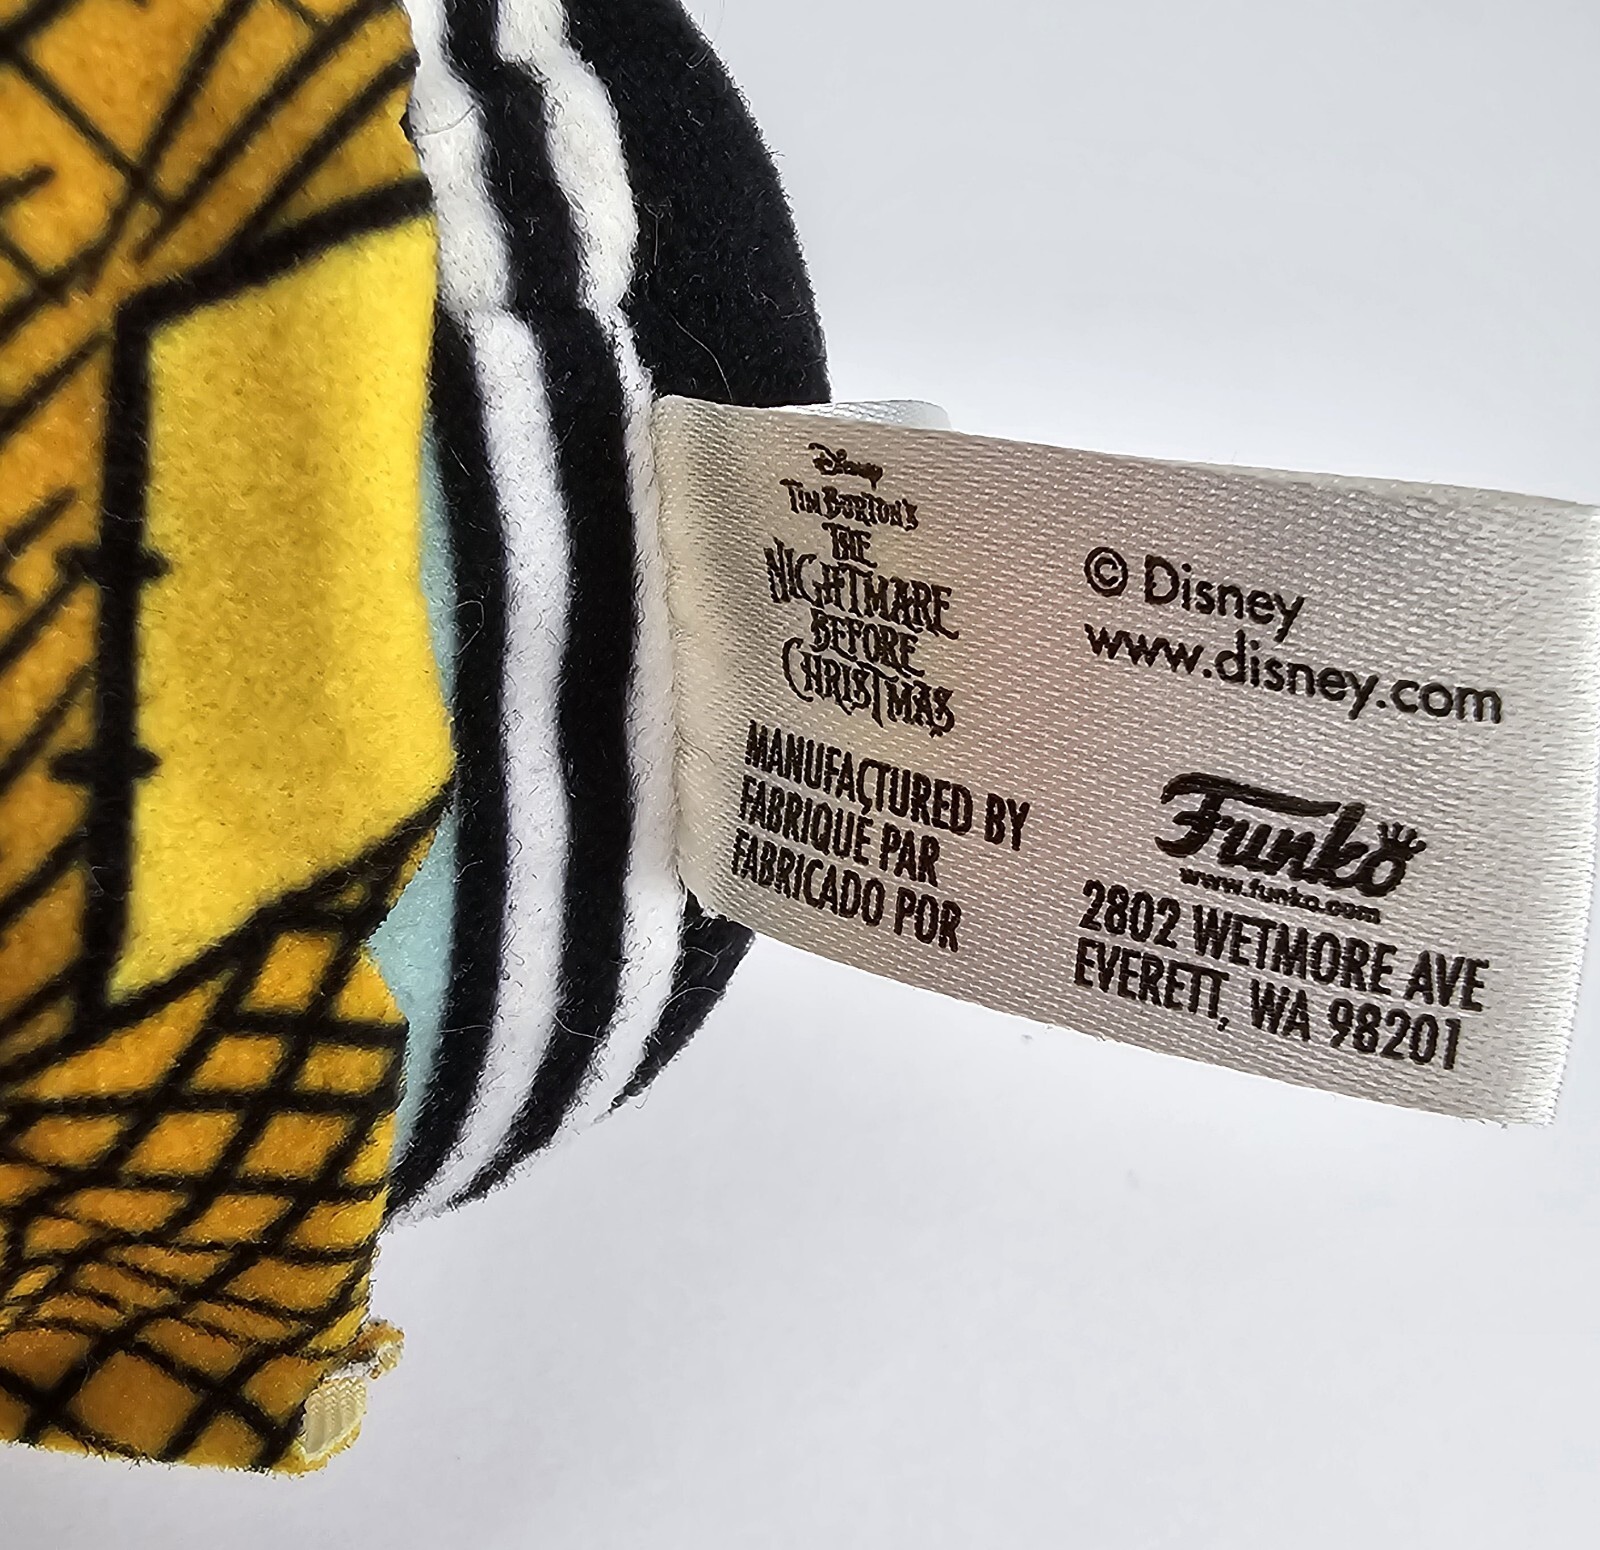 Disney
TIM BURTON'S
THE
NIGHTMARE
BEFORE
CHRISTMAS
MANUFACTURED BY
FABRIQUÉ PAR
FABRICADO POR
© Disney
www.disney.com
Funko
www.funko.com
2802 WETMORE AVE
EVERETT, WA 98201